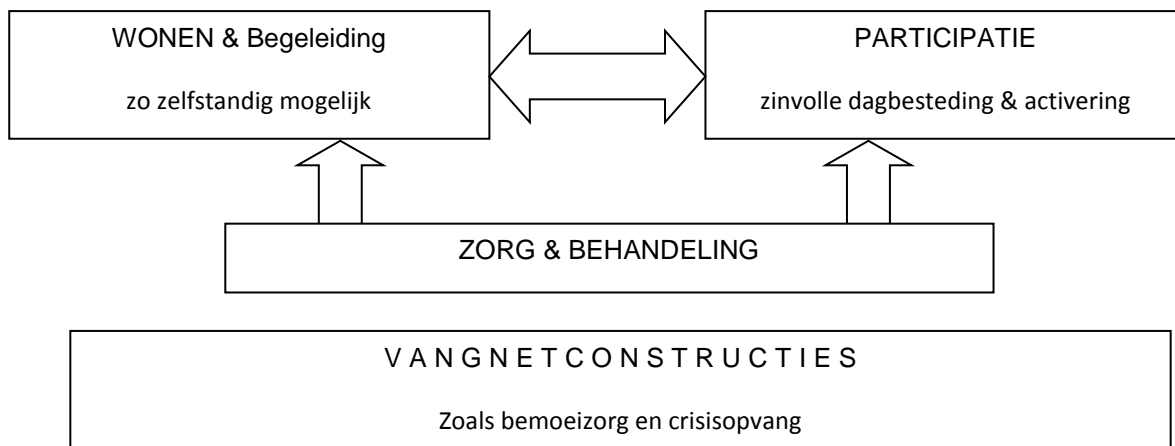 WONEN & Begeleiding
zo zelfstandig mogelijk
PARTICIPATIE
zinvolle dagbesteding & activering
ZORG & BEHANDELING
V A N G N E T C O N S T R U C T I E S
Zoals bemoeizorg en crisisopvang